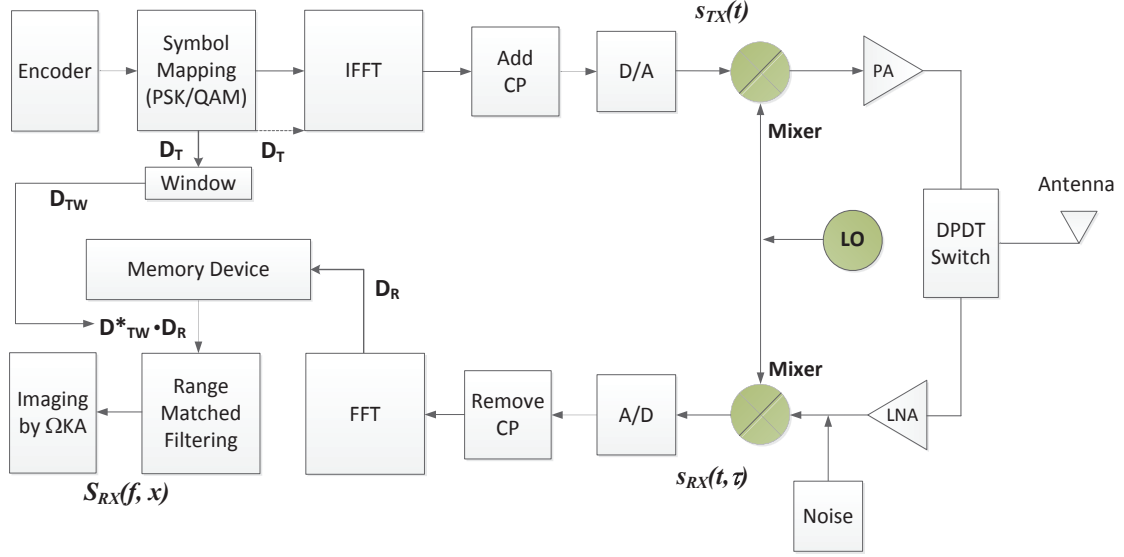 s_TX(t)
Encoder
Symbol
Mapping
(PSK/QAM)
IFFT
Add
CP
D/A
PA
Mixer
D_T
D_T
Window
D_TW
Antenna
DPDT
Switch
LO
Memory Device
D_R
D*_TW·D_R
Mixer
Imaging
by ΩKA
Range
Matched
Filtering
FFT
Remove
CP
A/D
LNA
S_RX(f, x)
s_RX(t, τ)
Noise